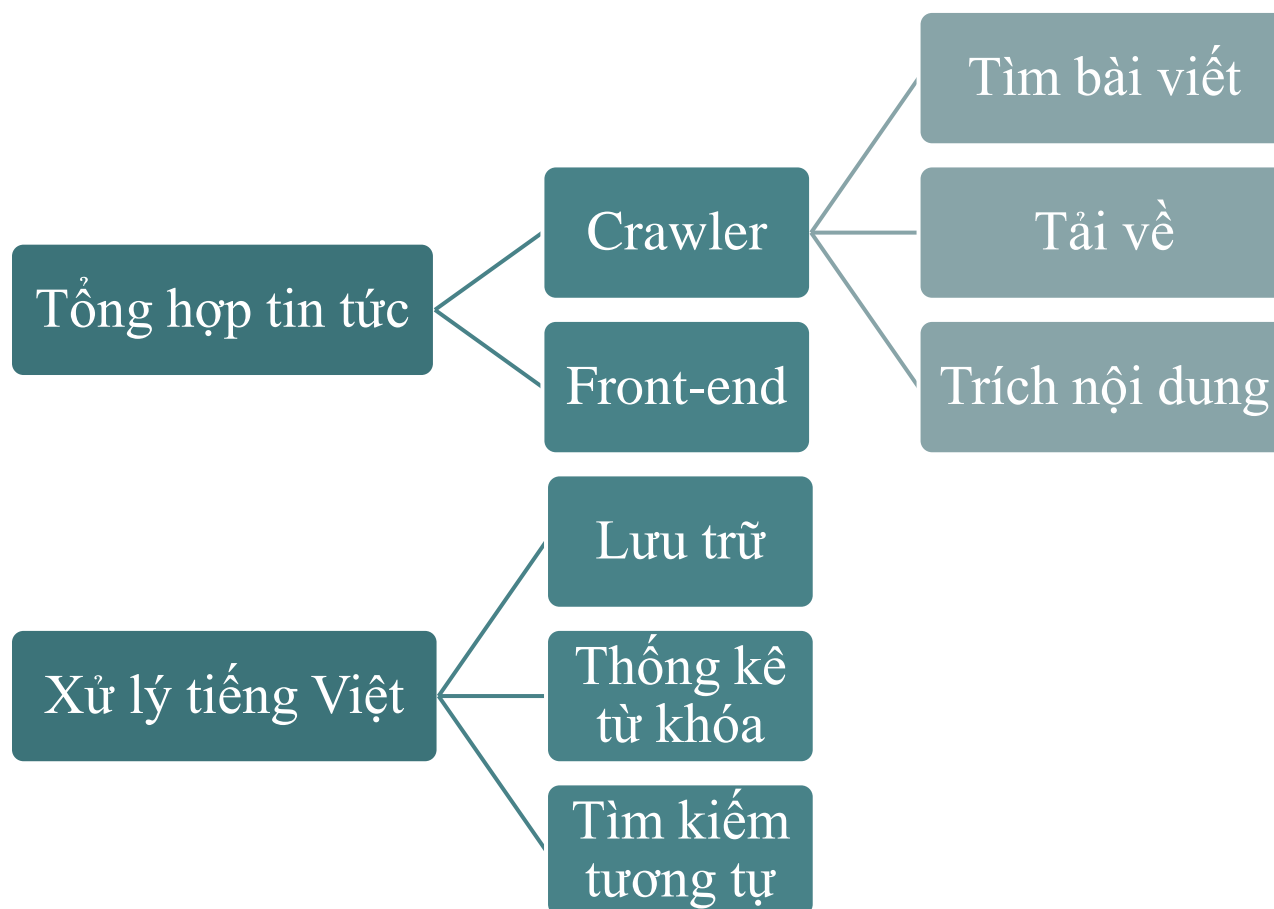 Tổng hợp tin tức
Crawler
Tìm bài viết
Tải về
Trích nội dung
Front-end
Xử lý tiếng Việt
Lưu trữ
Thống kê
từ khóa
Tìm kiếm
tương tự